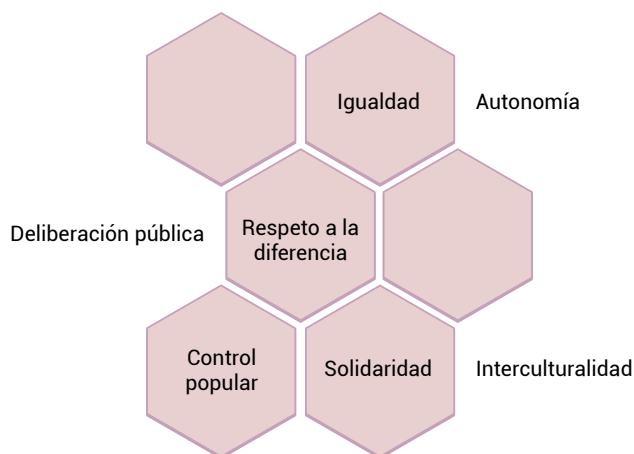 Igualdad
Autonomía
Deliberación pública
Respeto a la
diferencia
Control
popular
Solidaridad
Interculturalidad